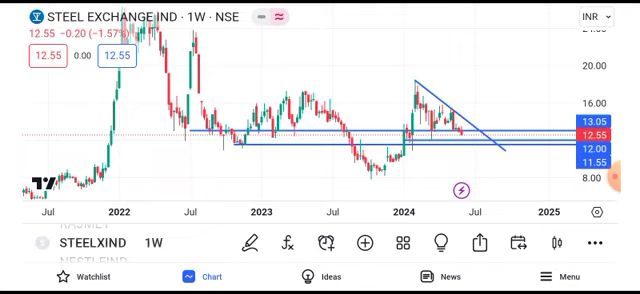 STEEL EXCHANGE IND · 1W · NSE
INR
12.55 −0.20 (−1.57%)
12.55 0.00 12.55
20.00
16.00
13.05
12.55
12.00
11.55
8.00
Jul 2022 Jul 2023 Jul 2024 Jul 2025
STEELXIND 1W
Watchlist Chart Ideas News Menu